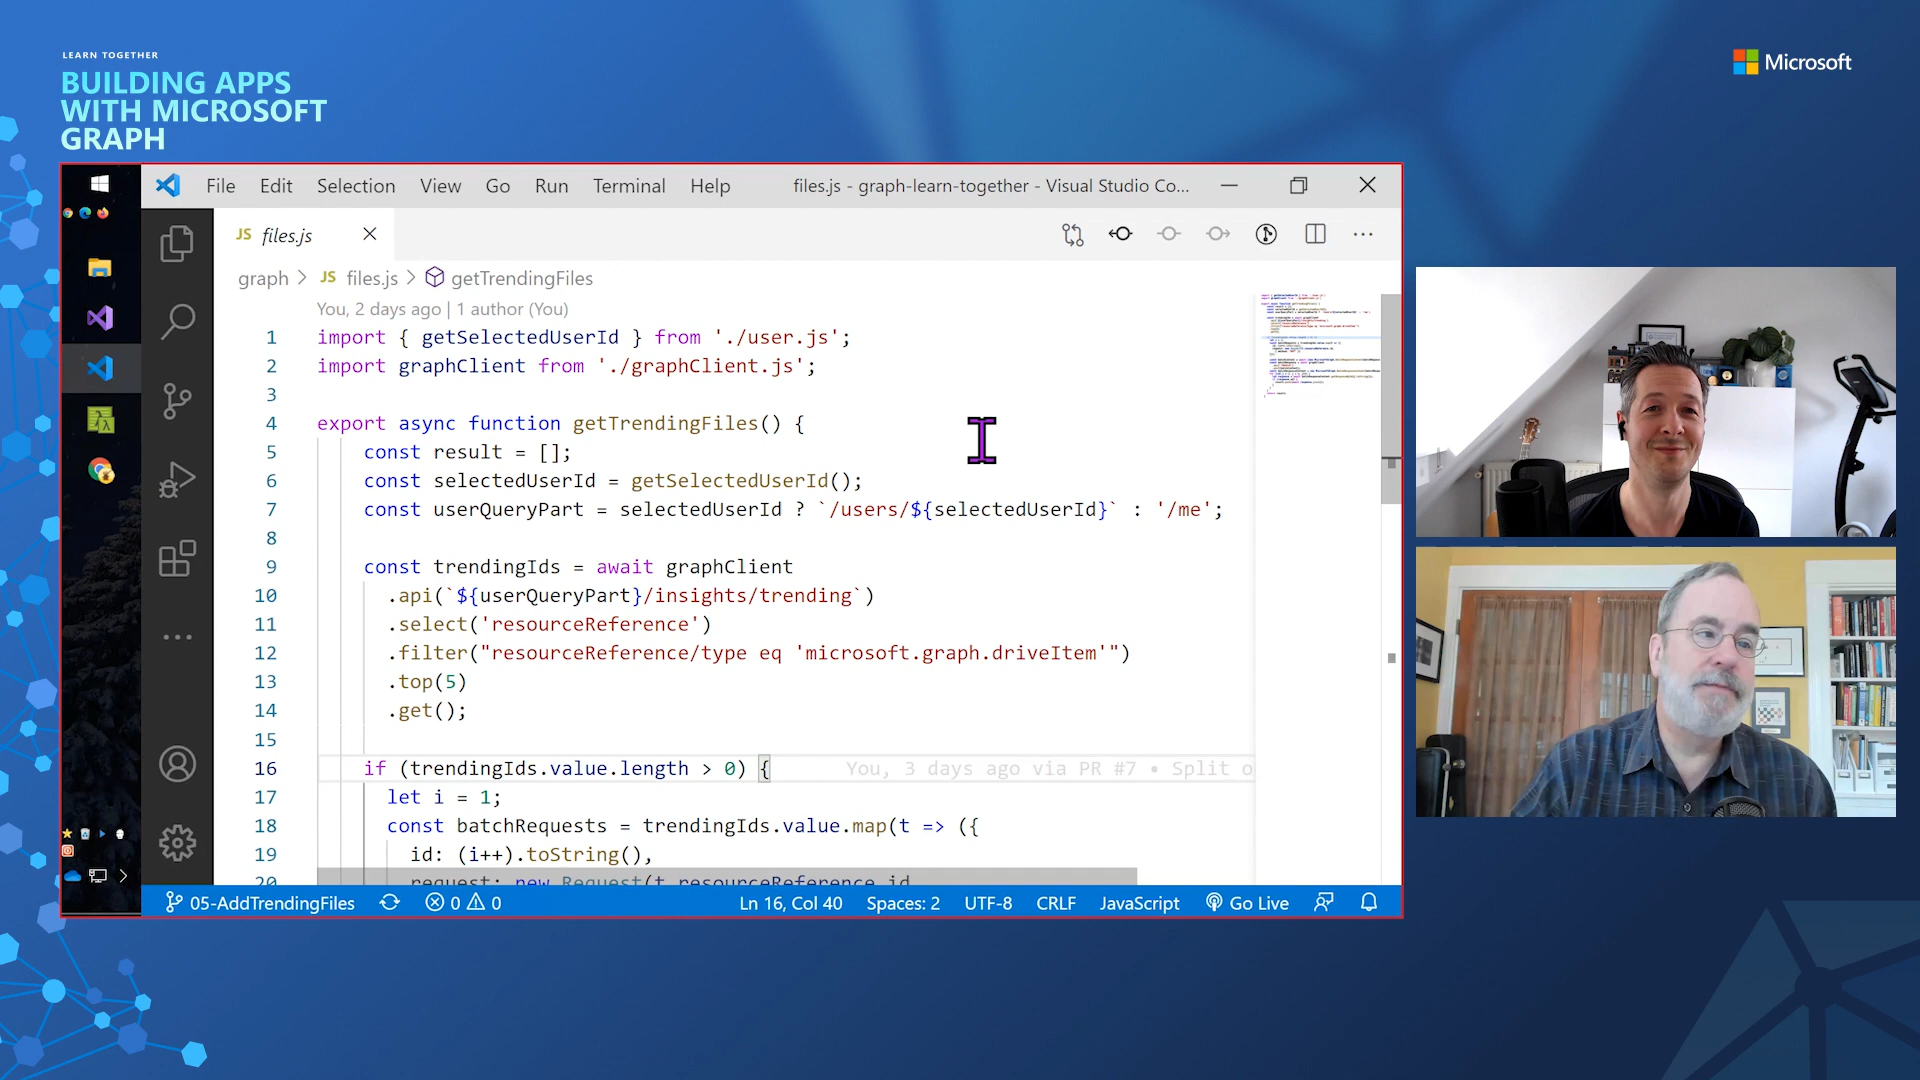 LEARN TOGETHER
BUILDING APPS
WITH MICROSOFT
GRAPH
Microsoft
File Edit Selection View Go Run Terminal Help files.js - graph-learn-together - Visual Studio Co...
JS files.js
graph > JS files.js > getTrendingFiles
You, 2 days ago | 1 author (You)
1 import { getSelectedUserId } from './user.js';
2 import graphClient from './graphClient.js';
3
4 export async function getTrendingFiles() {
5 const result = [];
6 const selectedUserId = getSelectedUserId();
7 const userQueryPart = selectedUserId ? `/users/${selectedUserId}` : '/me';
8
9 const trendingIds = await graphClient
10 .api(`${userQueryPart}/insights/trending`)
11 .select('resourceReference')
12 .filter("resourceReference/type eq 'microsoft.graph.driveItem'")
13 .top(5)
14 .get();
15
16 if (trendingIds.value.length > 0) { You, 3 days ago via PR #7 • Split o
17 let i = 1;
18 const batchRequests = trendingIds.value.map(t => ({
19 id: (i++).toString(),
20 request: new Request(t.resourceReference.id
05-AddTrendingFiles 0 0 Ln 16, Col 40 Spaces: 2 UTF-8 CRLF JavaScript Go Live